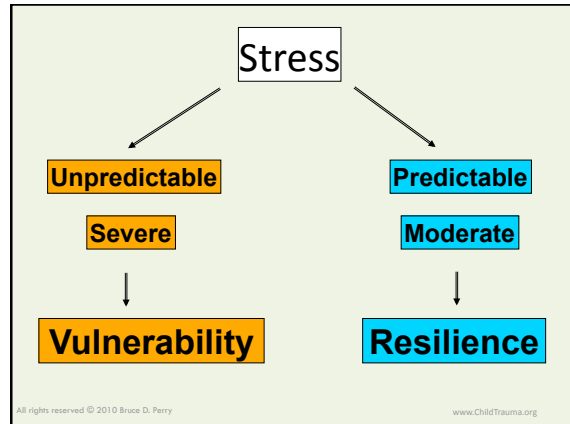 Stress
Unpredictable
Predictable
Severe
Moderate
Vulnerability
Resilience
All rights reserved © 2010 Bruce D. Perry
www.ChildTrauma.org